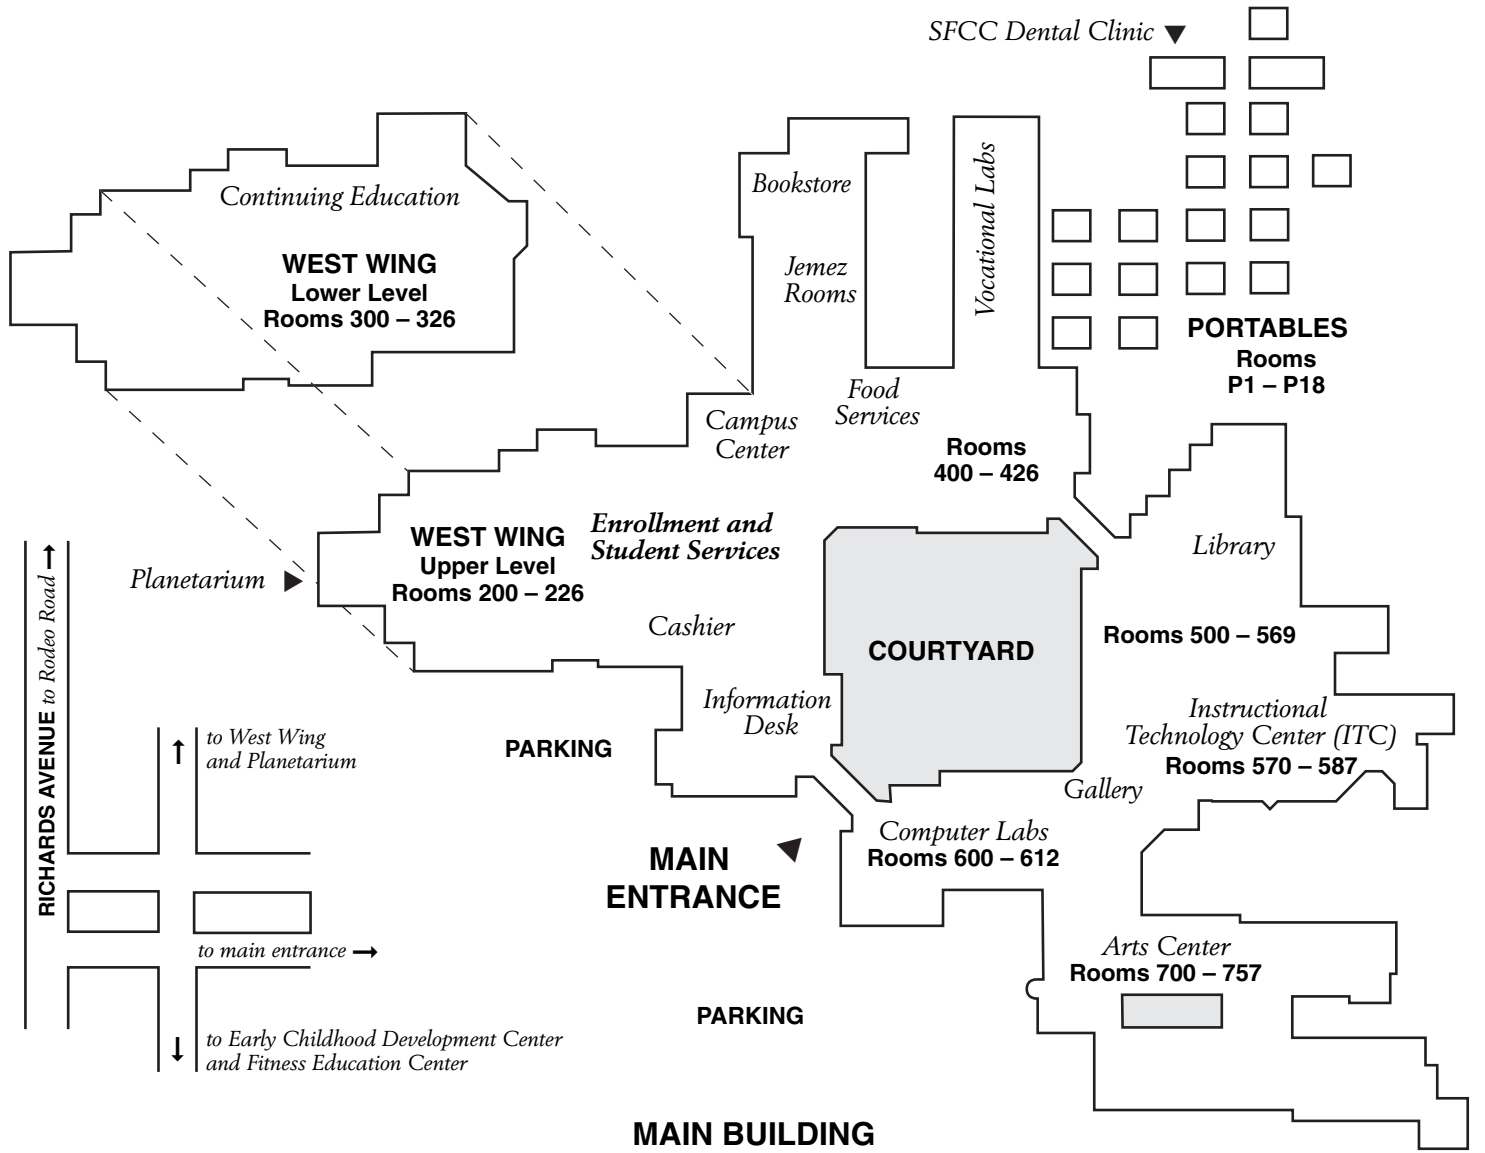 SFCC Dental Clinic
Continuing Education
WEST WING
Lower Level
Rooms 300 – 326
Bookstore
Jemez
Rooms
Vocational Labs
PORTABLES
Rooms
P1 – P18
Food
Services
Campus
Center
Rooms
400 – 426
WEST WING
Upper Level
Rooms 200 – 226
Enrollment and
Student Services
Planetarium
Library
Cashier
COURTYARD
Rooms 500 – 569
Information
Desk
Instructional
Technology Center (ITC)
Rooms 570 – 587
PARKING
RICHARDS AVENUE to Rodeo Road
to West Wing
and Planetarium
Gallery
Computer Labs
Rooms 600 – 612
MAIN
ENTRANCE
to main entrance
Arts Center
Rooms 700 – 757
PARKING
to Early Childhood Development Center
and Fitness Education Center
MAIN BUILDING